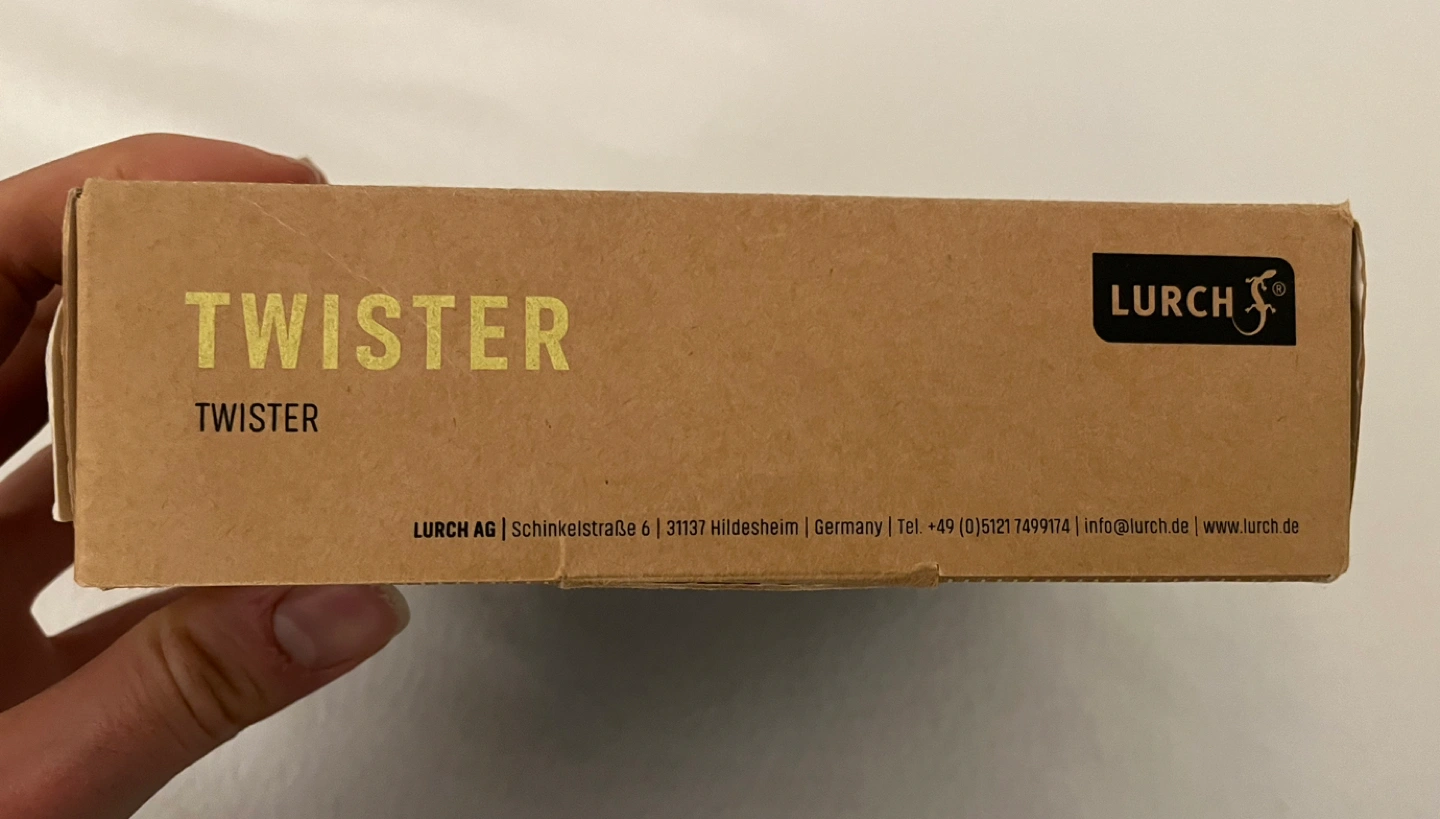 LURCH®
TWISTER
TWISTER
LURCH AG | Schinkelstraße 6 | 31137 Hildesheim | Germany | Tel. +49 (0)5121 7499174 | info@lurch.de | www.lurch.de